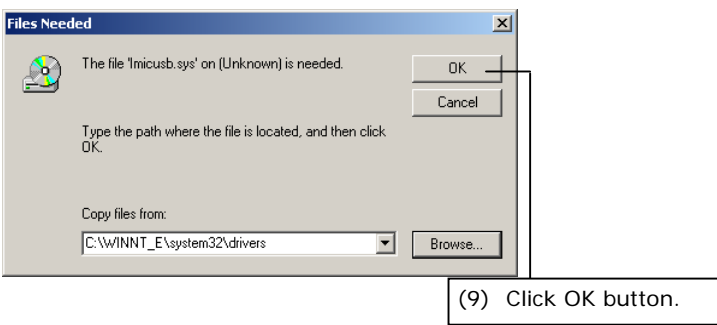 Files Needed
The file 'Imicusb.sys' on (Unknown) is needed.
OK
Cancel
Type the path where the file is located, and then click
OK.
Copy files from:
C:\WINNT_E\system32\drivers
Browse...
(9) Click OK button.